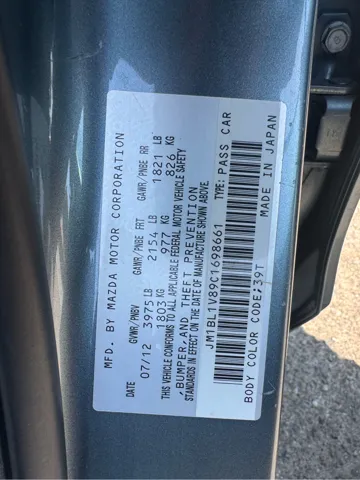 MFD. BY MAZDA MOTOR CORPORATION
DATE GVWR/PNBV GAWR/PNBE FRT GAWR/PNBE RR
07/12 3975 LB 2154 LB 1821 LB
1803 KG 977 KG 826 KG
THIS VEHICLE CONFORMS TO ALL APPLICABLE FEDERAL MOTOR VEHICLE SAFETY
, BUMPER, AND THEFT PREVENTION
STANDARDS IN EFFECT ON THE DATE OF MANUFACTURE SHOWN ABOVE.
JM1BL1V89C1698661 TYPE: PASS CAR
BODY COLOR CODE:39T MADE IN JAPAN